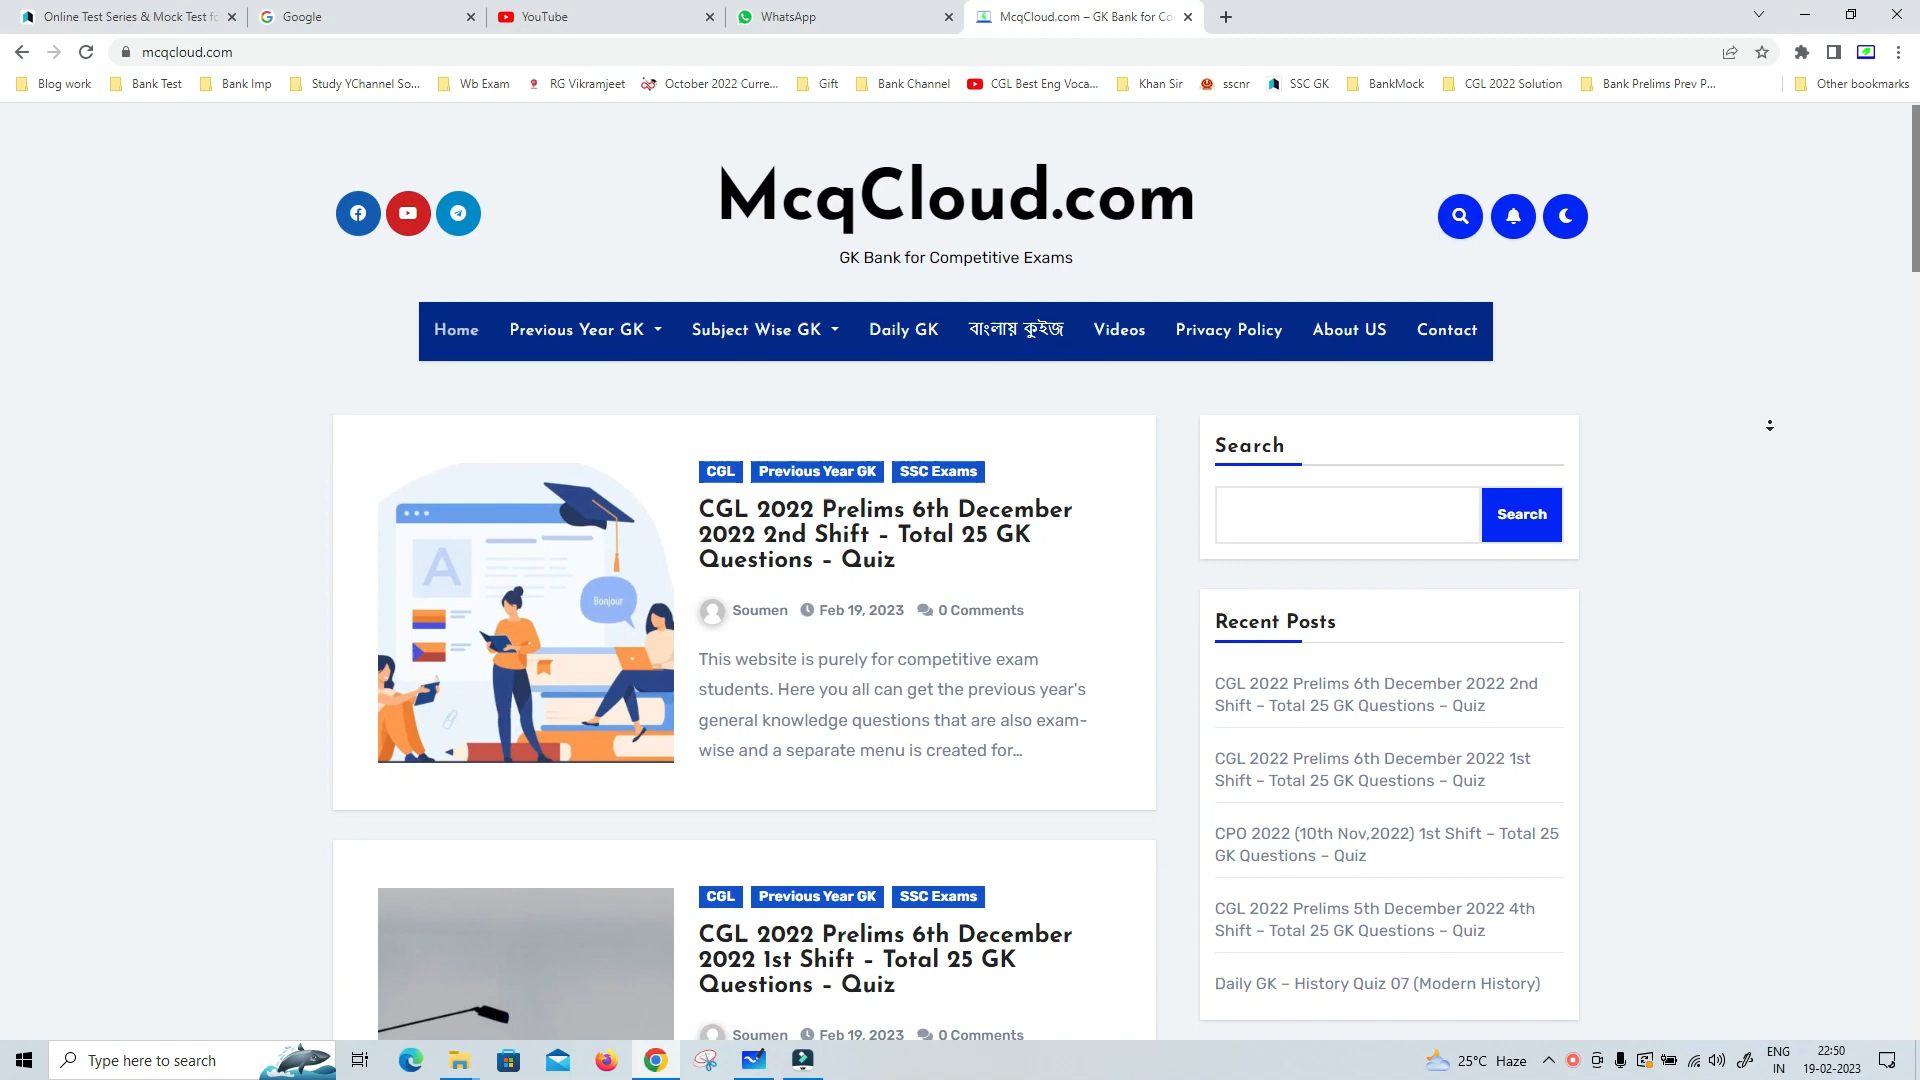 Online Test Series & Mock Test fo
Google
YouTube
WhatsApp
McqCloud.com – GK Bank for Co
mcqcloud.com
Blog work
Bank Test
Bank Imp
Study YChannel So...
Wb Exam
RG Vikramjeet
October 2022 Curre...
Gift
Bank Channel
CGL Best Eng Voca...
Khan Sir
sscnr
SSC GK
BankMock
CGL 2022 Solution
Bank Prelims Prev P...
Other bookmarks
McqCloud.com
GK Bank for Competitive Exams
Home
Previous Year GK
Subject Wise GK
Daily GK
বাংলায় কুইজ
Videos
Privacy Policy
About US
Contact
A
Bonjour
CGL
Previous Year GK
SSC Exams
CGL 2022 Prelims 6th December
2022 2nd Shift – Total 25 GK
Questions – Quiz
Soumen
Feb 19, 2023
0 Comments
This website is purely for competitive exam
students. Here you all can get the previous year's
general knowledge questions that are also exam-
wise and a separate menu is created for...
CGL
Previous Year GK
SSC Exams
CGL 2022 Prelims 6th December
2022 1st Shift – Total 25 GK
Questions – Quiz
Soumen
Feb 19, 2023
0 Comments
Search
Search
Recent Posts
CGL 2022 Prelims 6th December 2022 2nd
Shift – Total 25 GK Questions – Quiz
CGL 2022 Prelims 6th December 2022 1st
Shift – Total 25 GK Questions – Quiz
CPO 2022 (10th Nov,2022) 1st Shift – Total 25
GK Questions – Quiz
CGL 2022 Prelims 5th December 2022 4th
Shift – Total 25 GK Questions – Quiz
Daily GK – History Quiz 07 (Modern History)
Type here to search
25°C Haze
ENG
IN
22:50
19-02-2023